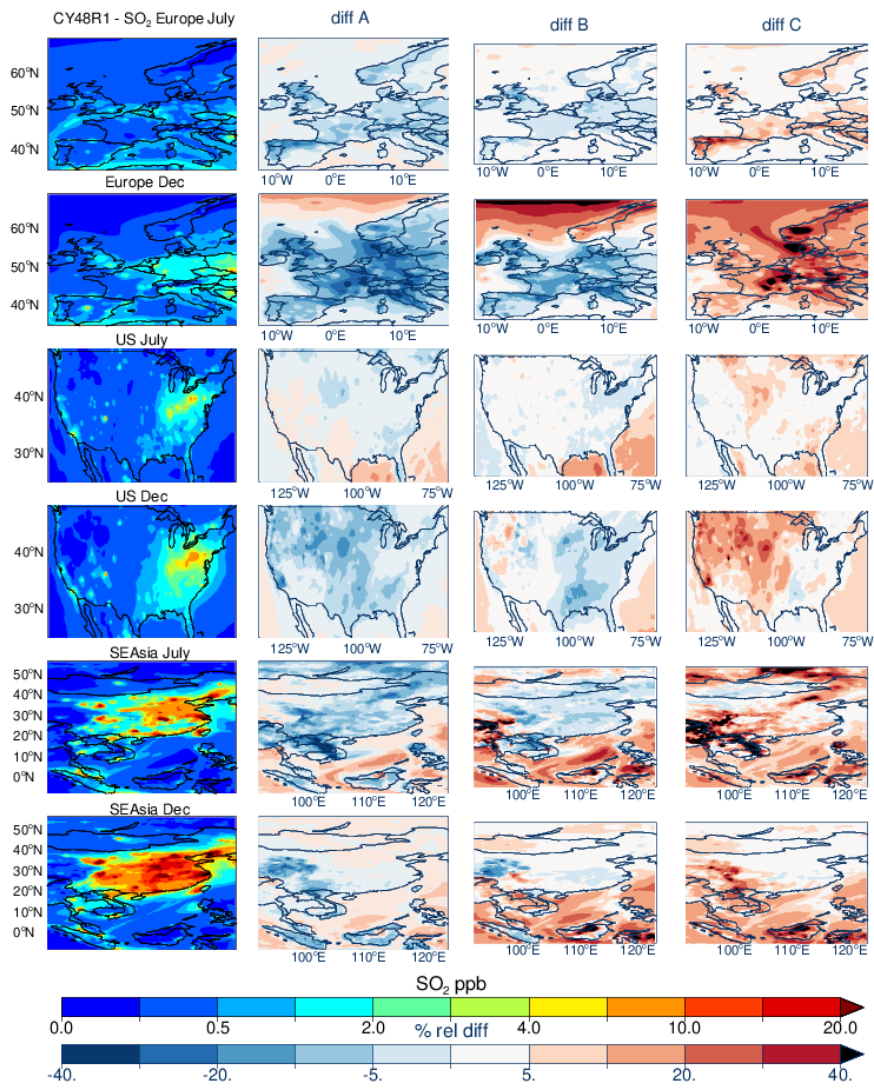 CY48R1 - SO₂ Europe July diff A diff B diff C
60°N
50°N
40°N
10°W 0°E 10°E 10°W 0°E 10°E 10°W 0°E 10°E
Europe Dec
60°N
50°N
40°N
10°W 0°E 10°E 10°W 0°E 10°E 10°W 0°E 10°E
US July
40°N
30°N
125°W 100°W 75°W 125°W 100°W 75°W 125°W 100°W 75°W
US Dec
40°N
30°N
125°W 100°W 75°W 125°W 100°W 75°W 125°W 100°W 75°W
SEAsia July
50°N
40°N
30°N
20°N
10°N
0°N
100°E 110°E 120°E 100°E 110°E 120°E 100°E 110°E 120°E
SEAsia Dec
50°N
40°N
30°N
20°N
10°N
0°N
100°E 110°E 120°E 100°E 110°E 120°E 100°E 110°E 120°E
SO₂ ppb
0.0 0.5 2.0 4.0 10.0 20.0
% rel diff
-40. -20. -5. 5. 20. 40.